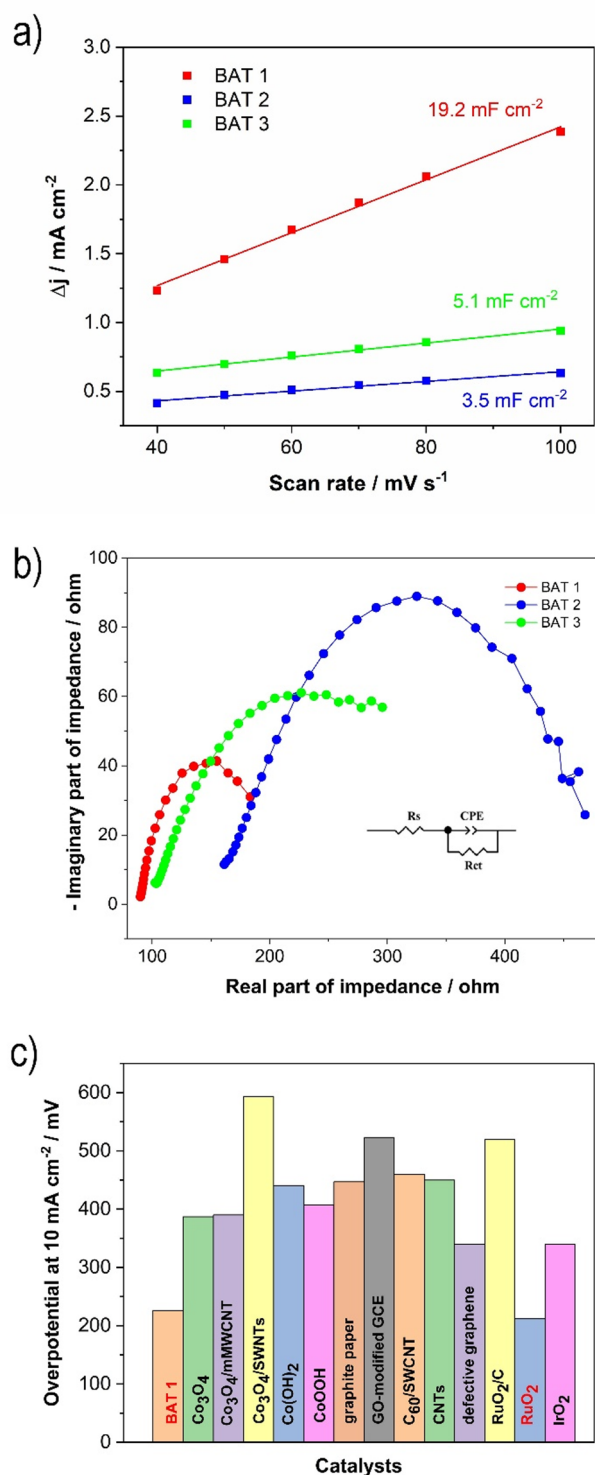 a)
3.0
2.5
2.0
1.5
1.0
0.5
Δj / mA cm⁻²
BAT 1
BAT 2
BAT 3
19.2 mF cm⁻²
5.1 mF cm⁻²
3.5 mF cm⁻²
40 60 80 100
Scan rate / mV s⁻¹
b)
100
80
60
40
20
0
- Imaginary part of impedance / ohm
BAT 1
BAT 2
BAT 3
Rs CPE
Rct
100 200 300 400
Real part of impedance / ohm
c)
600
500
400
300
200
100
0
Overpotential at 10 mA cm⁻² / mV
BAT 1
Co₃O₄
Co₃O₄/mMWCNT
Co₃O₄/SWNTs
Co(OH)₂
CoOOH
graphite paper
GO-modified GCE
C₆₀/SWCNT
CNTs
defective graphene
RuO₂/C
RuO₂
IrO₂
Catalysts